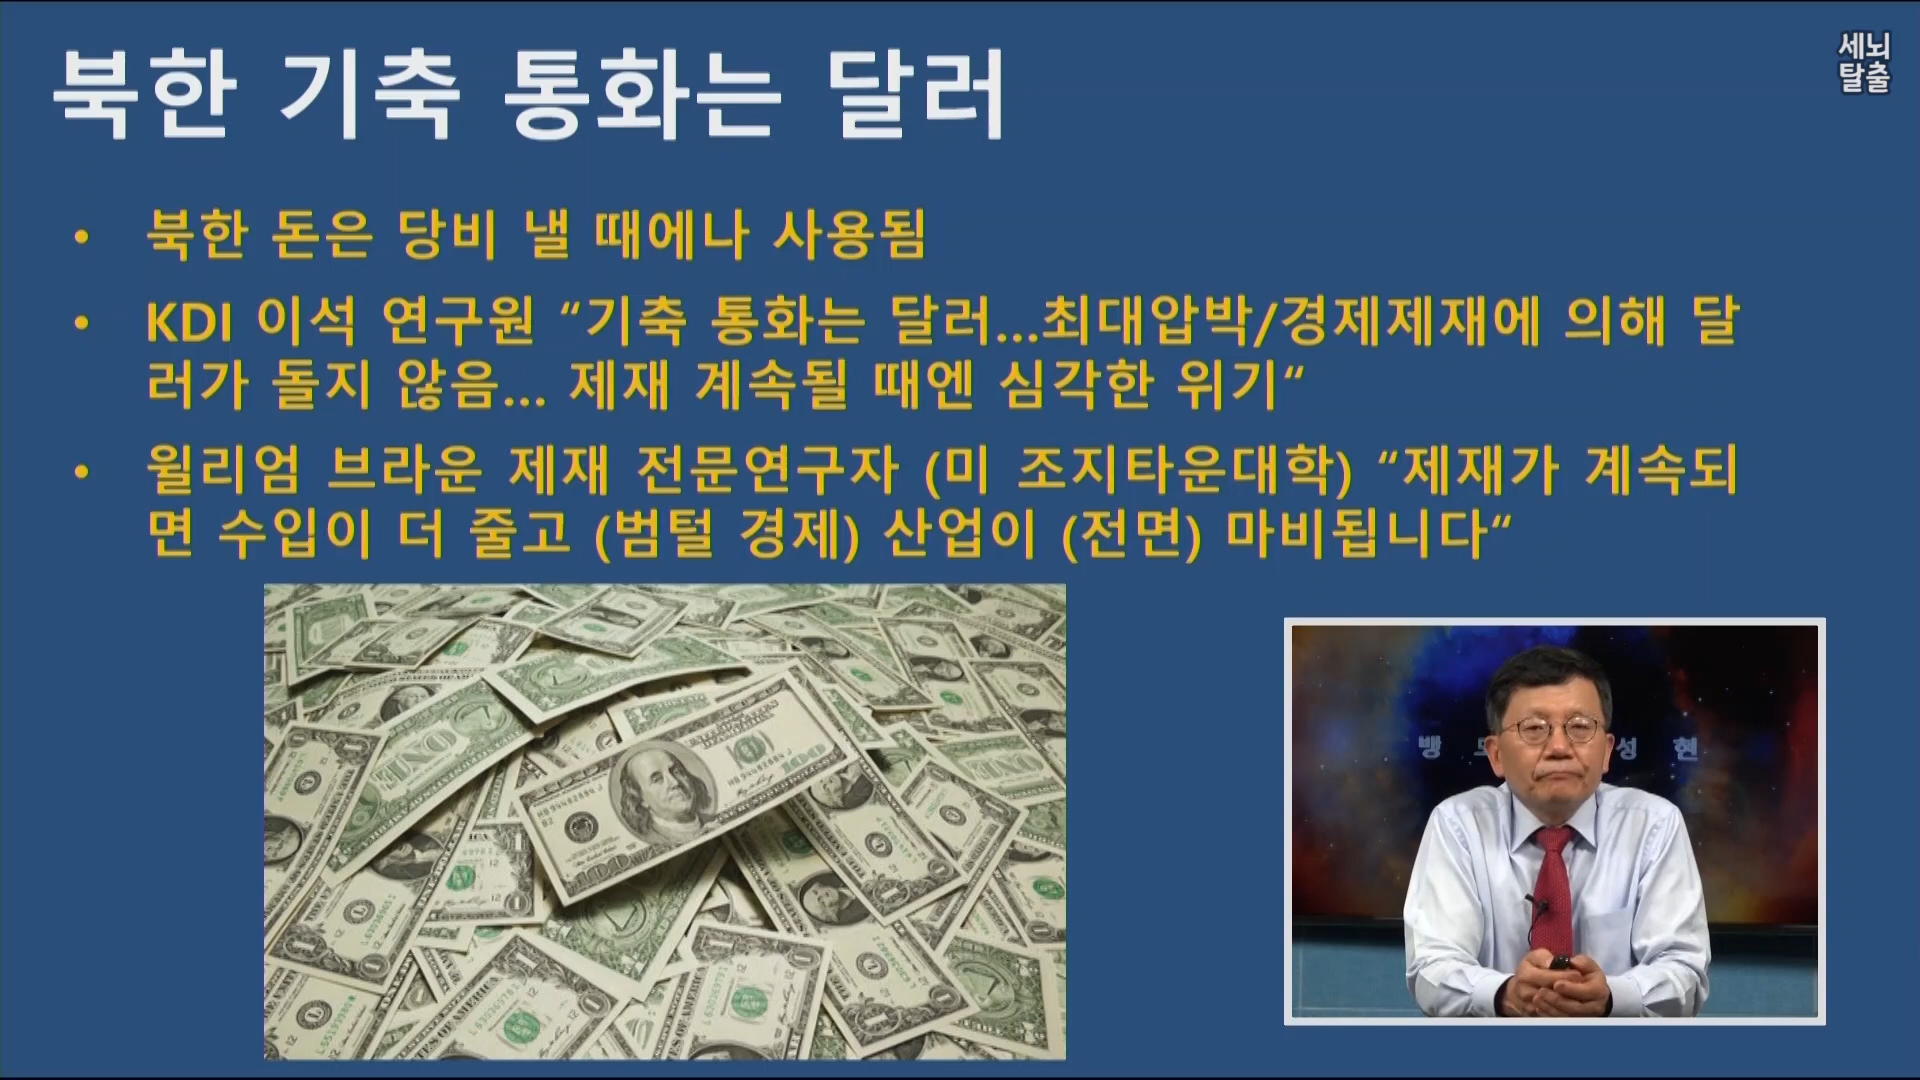 북한 기축 통화는 달러
세뇌
탈출
• 북한 돈은 당비 낼 때에나 사용됨
• KDI 이석 연구원 “기축 통화는 달러...최대압박/경제제재에 의해 달
러가 돌지 않음... 제재 계속될 때엔 심각한 위기“
• 윌리엄 브라운 제재 전문연구자 (미 조지타운대학) “제재가 계속되
면 수입이 더 줄고 (범털 경제) 산업이 (전면) 마비됩니다“
뱅 성 현
ONE
100